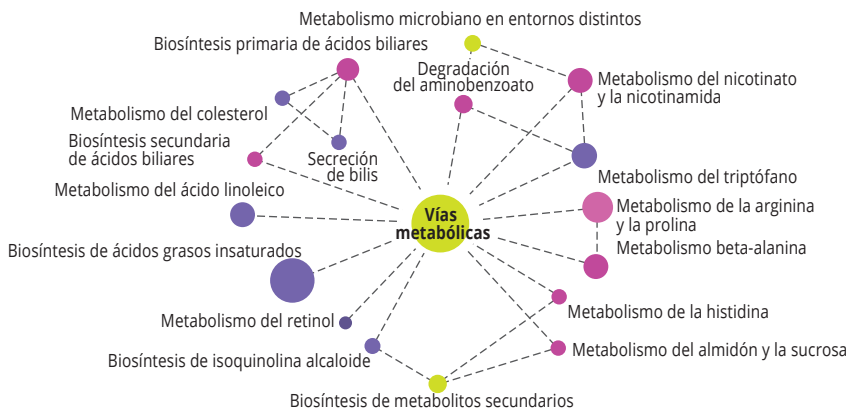 Metabolismo microbiano en entornos distintos
Biosíntesis primaria de ácidos biliares
Degradación
del aminobenzoato
Metabolismo del nicotinato
y la nicotinamida
Metabolismo del colesterol
Biosíntesis secundaria
de ácidos biliares
Secreción
de bilis
Metabolismo del triptófano
Metabolismo del ácido linoleico
Vías
metabólicas
Metabolismo de la arginina
y la prolina
Metabolismo beta-alanina
Biosíntesis de ácidos grasos insaturados
Metabolismo de la histidina
Metabolismo del retinol
Metabolismo del almidón y la sucrosa
Biosíntesis de isoquinolina alcaloide
Biosíntesis de metabolitos secundarios